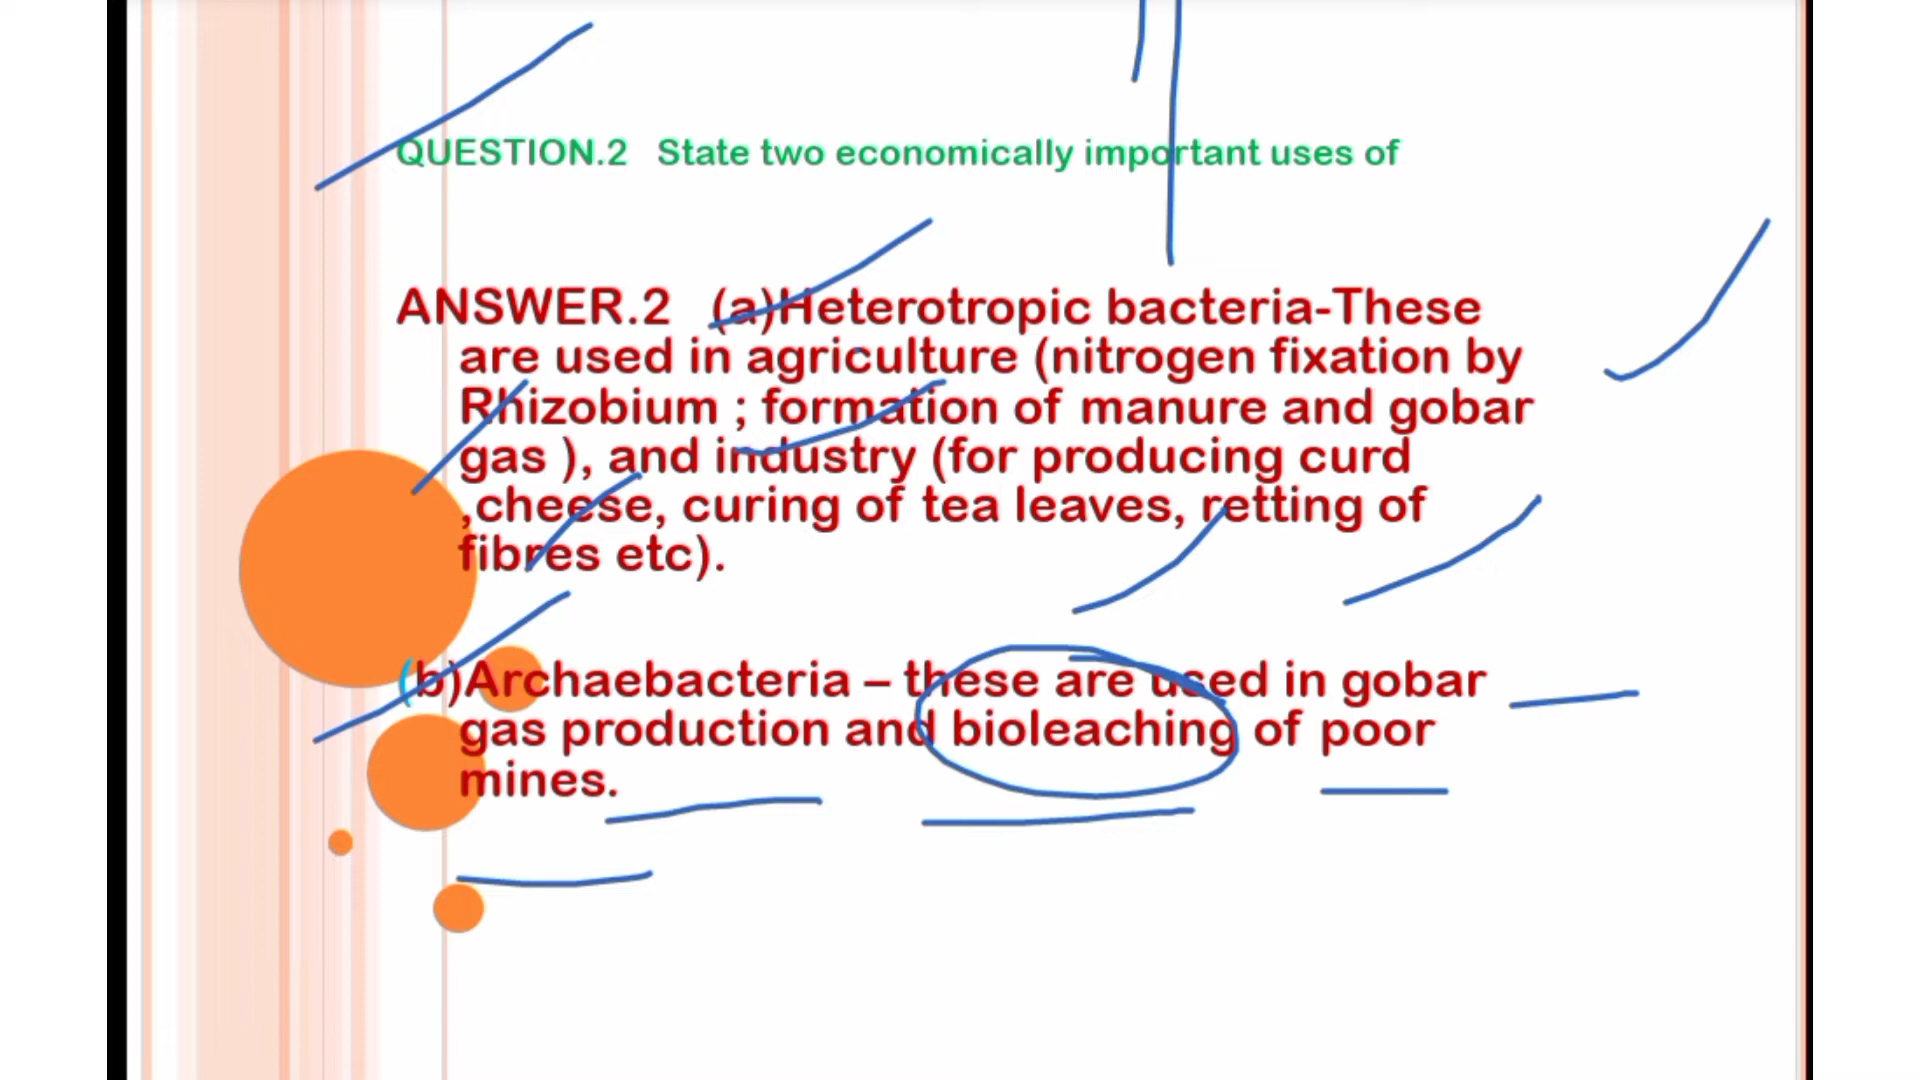 QUESTION.2 State two economically important uses of
ANSWER.2 (a)Heterotropic bacteria-These
are used in agriculture (nitrogen fixation by
Rhizobium ; formation of manure and gobar
gas ), and industry (for producing curd
,cheese, curing of tea leaves, retting of
fibres etc).
(b)Archaebacteria – these are used in gobar
gas production and bioleaching of poor
mines.